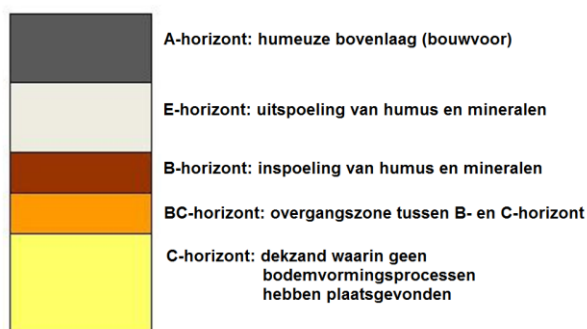 A-horizont: humeuze bovenlaag (bouwvoor)
E-horizont: uitspoeling van humus en mineralen
B-horizont: inspoeling van humus en mineralen
BC-horizont: overgangszone tussen B- en C-horizont
C-horizont: dekzand waarin geen
bodemvormingsprocessen
hebben plaatsgevonden